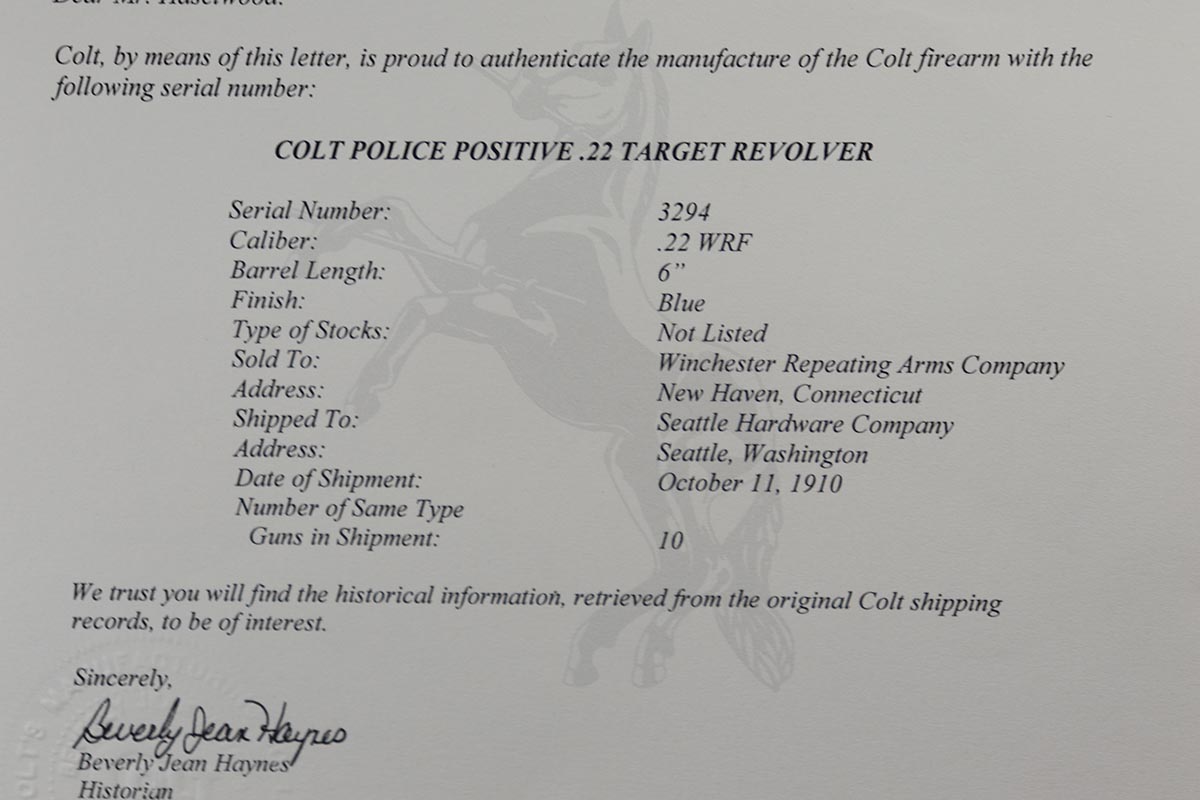 Dear Mr. Haselwood:
Colt, by means of this letter, is proud to authenticate the manufacture of the Colt firearm with the
following serial number:
COLT POLICE POSITIVE .22 TARGET REVOLVER
Serial Number: 3294
Caliber: .22 WRF
Barrel Length: 6”
Finish: Blue
Type of Stocks: Not Listed
Sold To: Winchester Repeating Arms Company
Address: New Haven, Connecticut
Shipped To: Seattle Hardware Company
Address: Seattle, Washington
Date of Shipment: October 11, 1910
Number of Same Type
Guns in Shipment: 10
We trust you will find the historical information, retrieved from the original Colt shipping
records, to be of interest.
Sincerely,
Beverly Jean Haynes
Beverly Jean Haynes
Historian